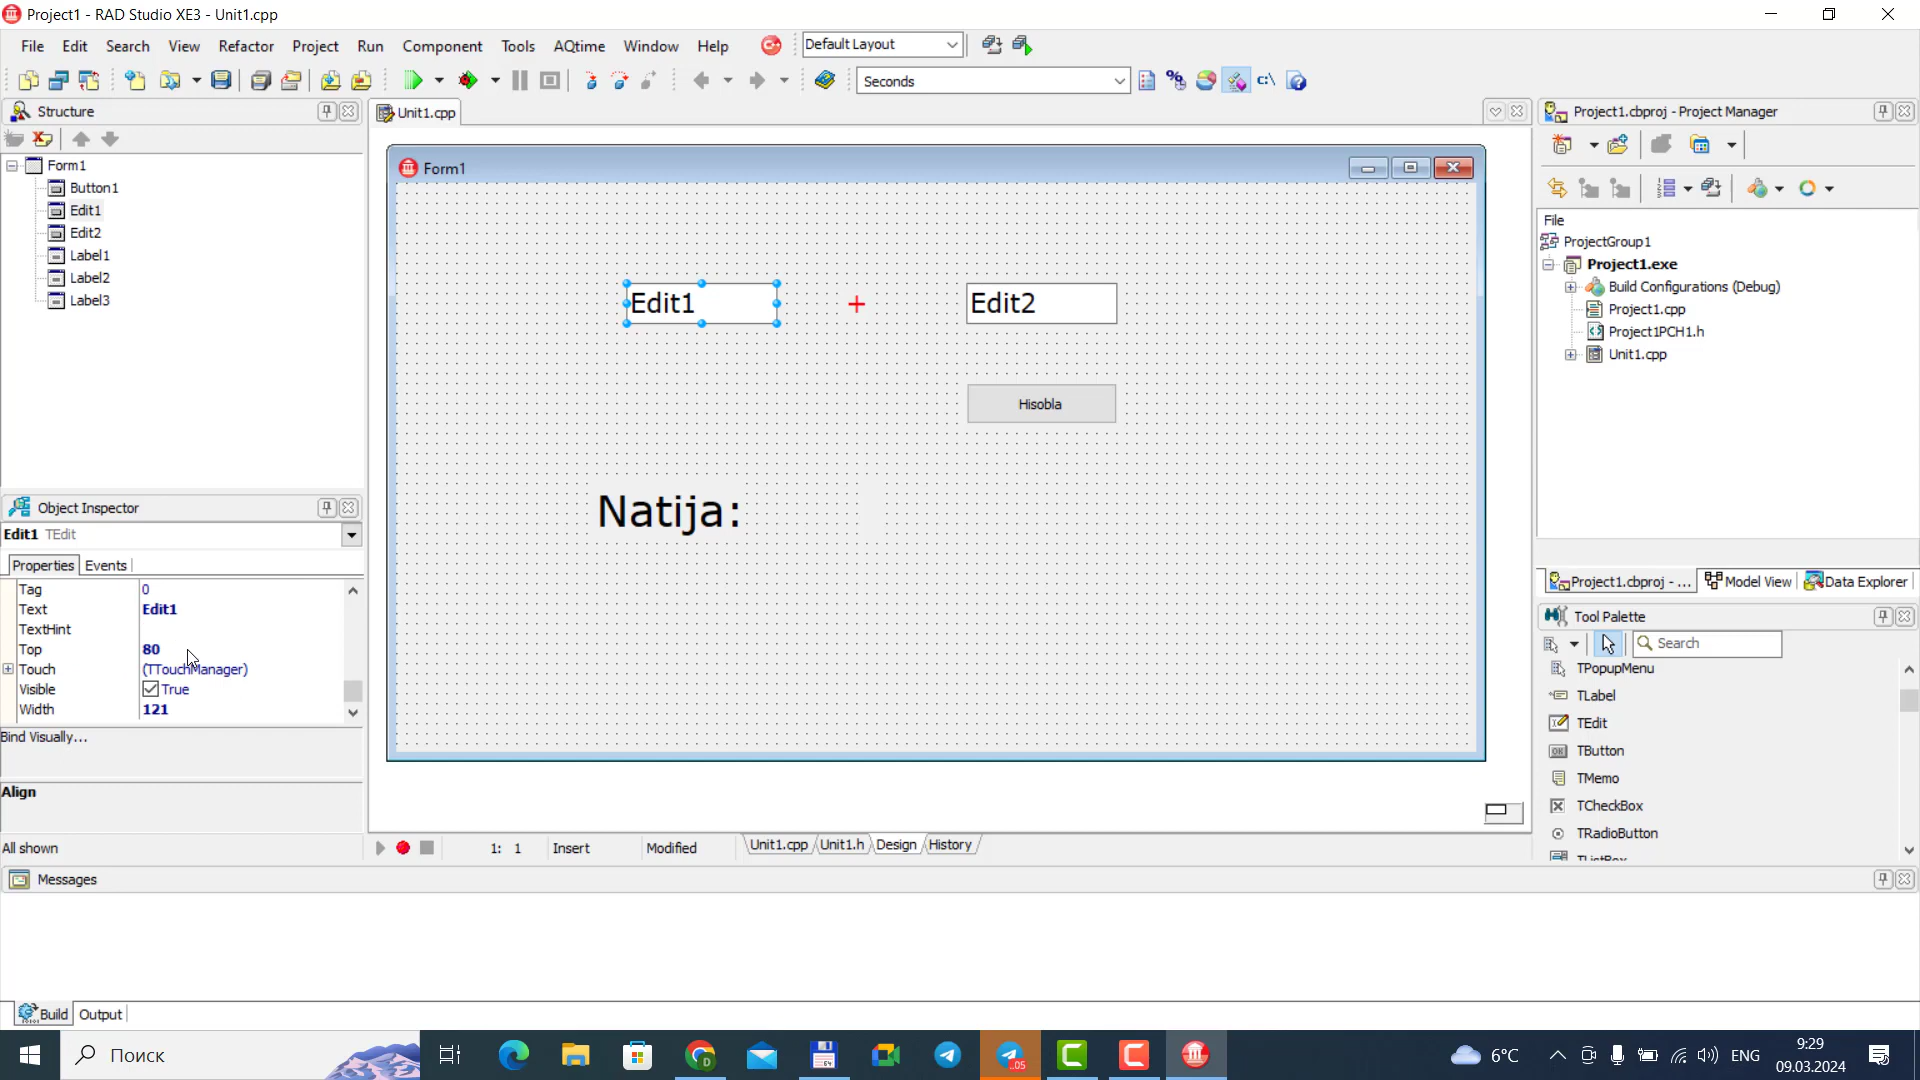 Project1 - RAD Studio XE3 - Unit1.cpp
File Edit Search View Refactor Project Run Component Tools AQtime Window Help
Default Layout
Seconds
C:\
Structure
Form1
Button1
Edit1
Edit2
Label1
Label2
Label3
Object Inspector
Edit1 TEdit
Properties Events
Tag 0
Text Edit1
TextHint
Top 80
Touch (TTouchManager)
Visible True
Width 121
Bind Visually...
Align
All shown
Unit1.cpp
Form1
Edit1
+
Edit2
Hisobla
Natija:
1: 1 Insert Modified
Unit1.cpp Unit1.h Design History
Project1.cbproj - Project Manager
File
ProjectGroup1
Project1.exe
Build Configurations (Debug)
Project1.cpp
Project1PCH1.h
Unit1.cpp
Project1.cbproj - ... Model View Data Explorer
Tool Palette
Search
TPopupMenu
TLabel
TEdit
OK TButton
TMemo
TCheckBox
TRadioButton
TListBox
Messages
Build Output
Поиск
6°C ENG
9:29
09.03.2024